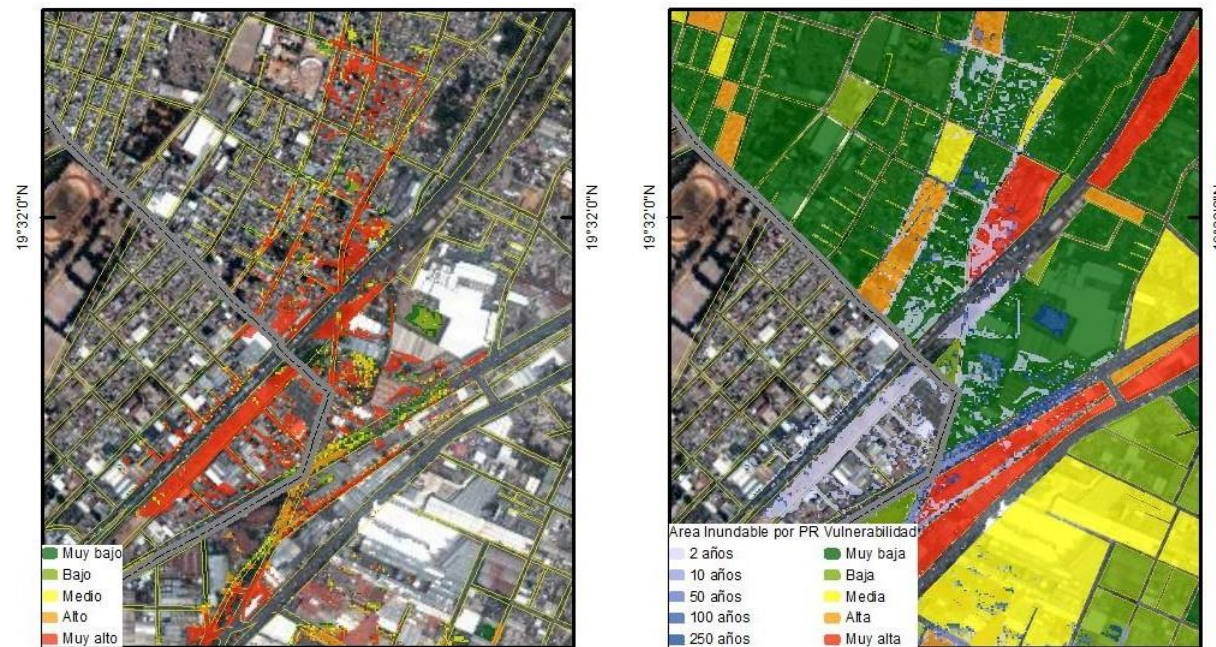 19°32'0"N
Muy bajo
Bajo
Medio
Alto
Muy alto
19°32'0"N
19°32'0"N
Area Inundable por PR Vulnerabilidad
2 años Muy baja
10 años Baja
50 años Media
100 años Alta
250 años Muy alta